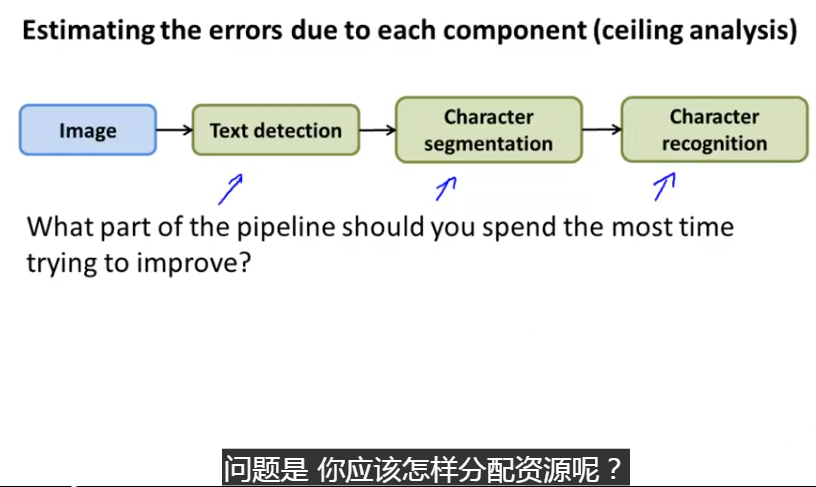 Estimating the errors due to each component (ceiling analysis)
Image
Text detection
Character
segmentation
Character
recognition
What part of the pipeline should you spend the most time
trying to improve?
问题是 你应该怎样分配资源呢？